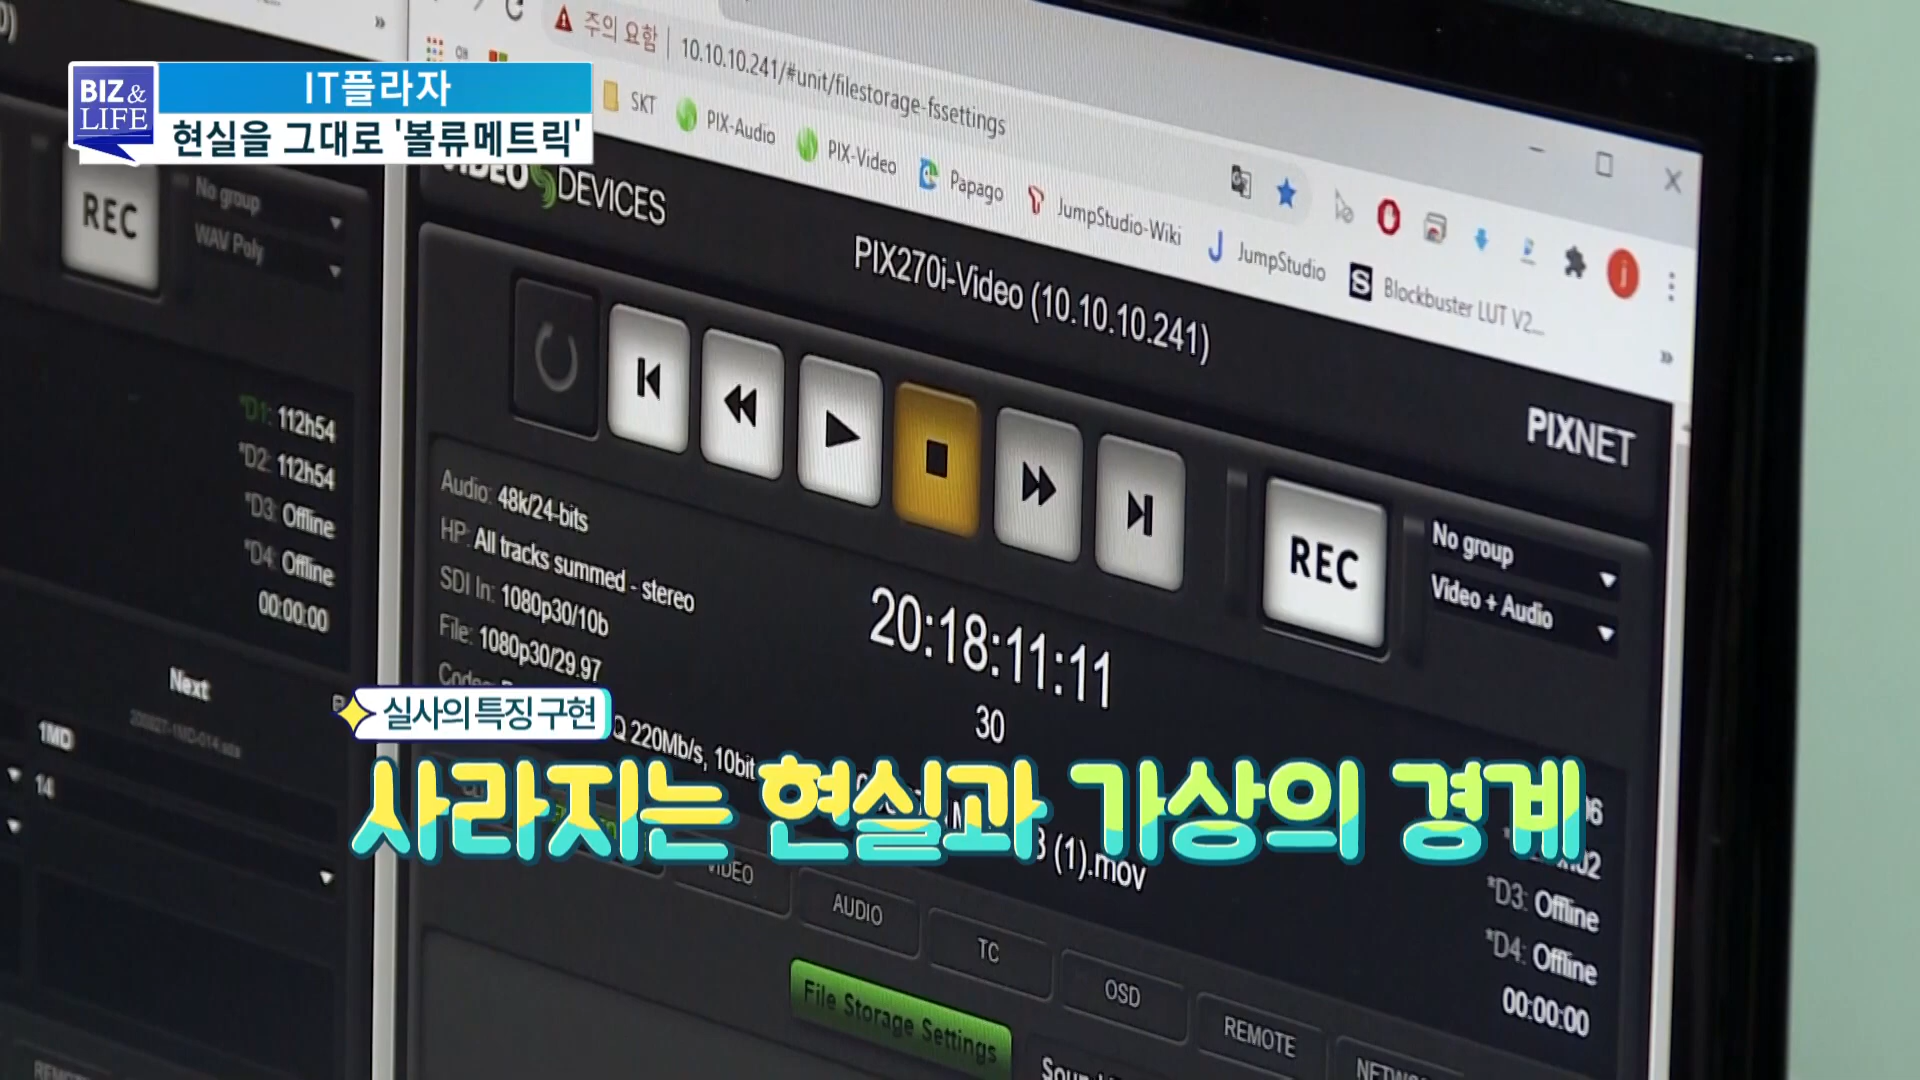 BIZ&
LIFE
IT플라자
현실을 그대로 '볼류메트릭'
주의 요함
10.10.10.241/#unit/filestorage-fssettings
SKT
PIX-Audio
PIX-Video
Papago
JumpStudio-Wiki
JumpStudio
Blockbuster LUT V2...
VIDEO DEVICES
PIX270i-Video (10.10.10.241)
PIXNET
REC
No group
WAV Poly
*D1: 112h54
*D2: 112h54
*D3: Offline
*D4: Offline
00:00:00
Next
1MD
14
Audio: 48k/24-bits
HP: All tracks summed - stereo
SDI In: 1080p30/10b
File: 1080p30/29.97
220Mb/s, 10bit
20:18:11:11
30
REC
No group
Video + Audio
(1).mov
*D3: Offline
*D4: Offline
00:00:00
실사의 특징 구현
사라지는 현실과 가상의 경계
VIDEO
AUDIO
TC
OSD
REMOTE
File Storage Settings